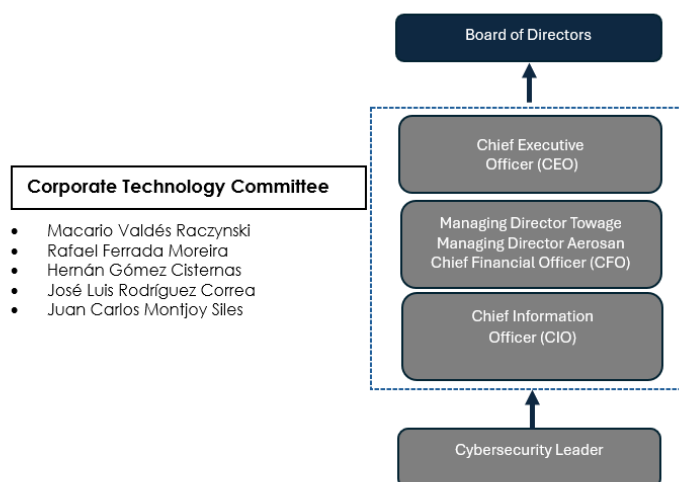 Board of Directors
Chief Executive
Officer (CEO)
Corporate Technology Committee
• Macario Valdés Raczynski
• Rafael Ferrada Moreira
• Hernán Gómez Cisternas
• José Luis Rodríguez Correa
• Juan Carlos Montjoy Siles
Managing Director Towage
Managing Director Aerosan
Chief Financial Officer (CFO)
Chief Information
Officer (CIO)
Cybersecurity Leader